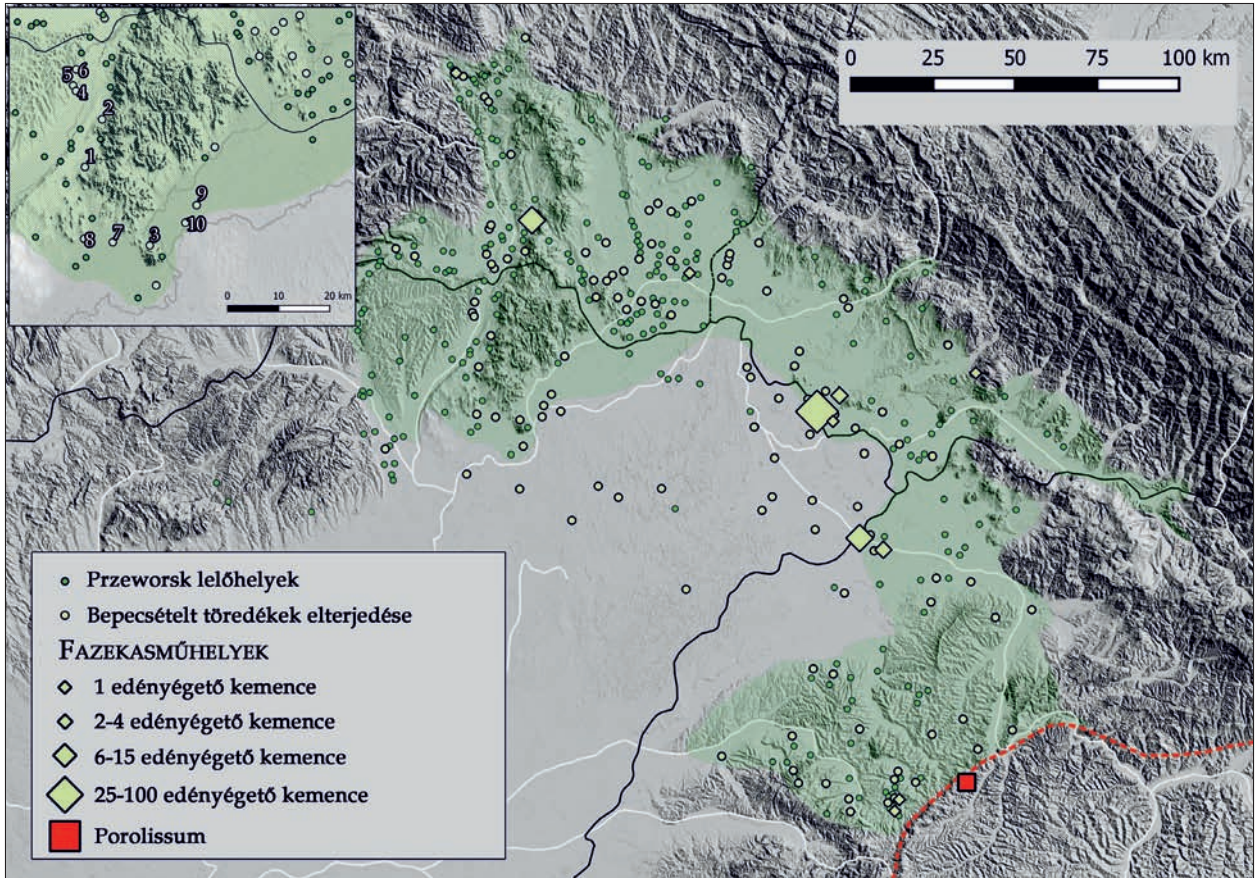 5 6
4
2
1
9
10
8 7 3
0 10 20 km
0 25 50 75 100 km
Przeworsk lelőhelyek
Bepecsételt töredékek elterjedése
FAZEKASMŰHELYEK
1 edényégető kemence
2-4 edényégető kemence
6-15 edényégető kemence
25-100 edényégető kemence
Porolissum